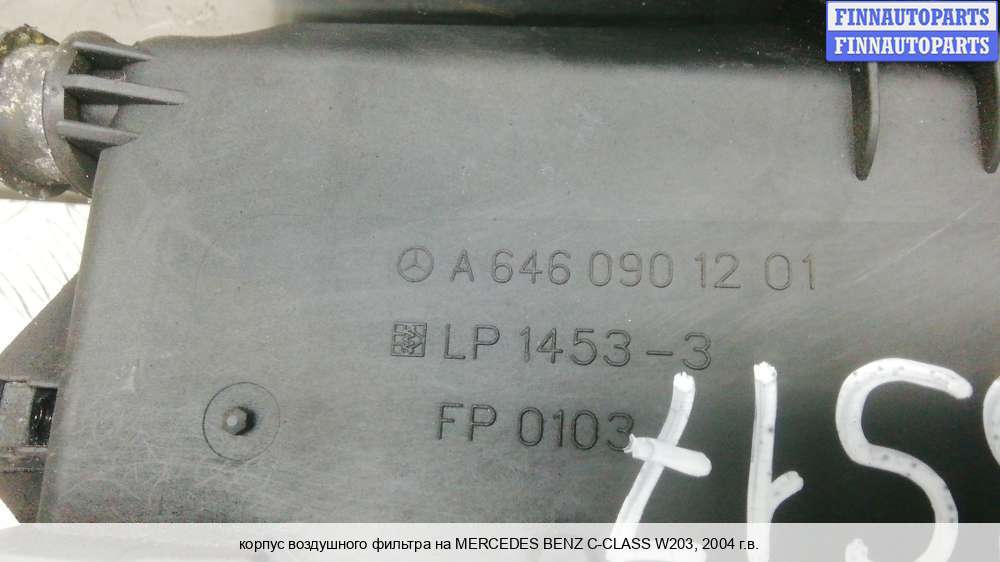 FINNAUTOPARTS
FINNAUTOPARTS
A 646 090 12 01
LP 1453-3
FP 0103
корпус воздушного фильтра на MERCEDES BENZ C-CLASS W203, 2004 г.в.